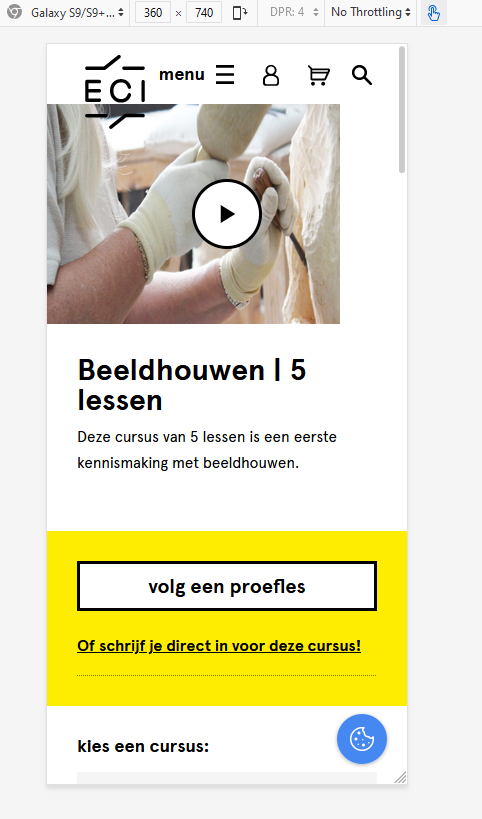 Galaxy S9/S9+...
360
×
740
DPR: 4
No Throttling
ECI
menu
Beeldhouwen | 5
lessen
Deze cursus van 5 lessen is een eerste
kennismaking met beeldhouwen.
volg een proefles
Of schrijf je direct in voor deze cursus!
kIes een cursus: